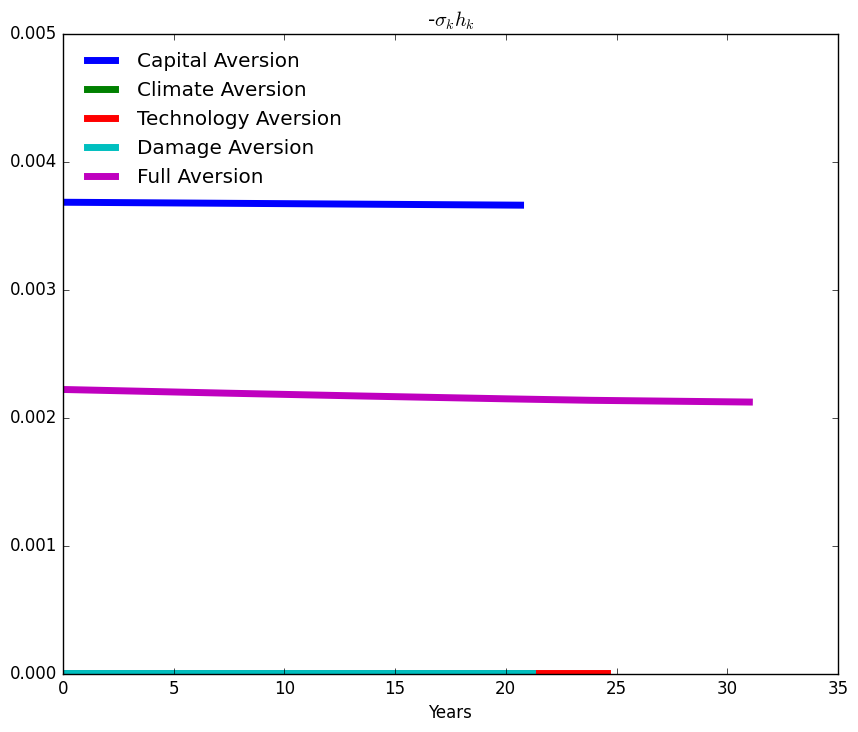 -σₖhₖ
0.005
Capital Aversion
Climate Aversion
Technology Aversion
Damage Aversion
Full Aversion
0.004
0.003
0.002
0.001
0.000
0 5 10 15 20 25 30 35
Years